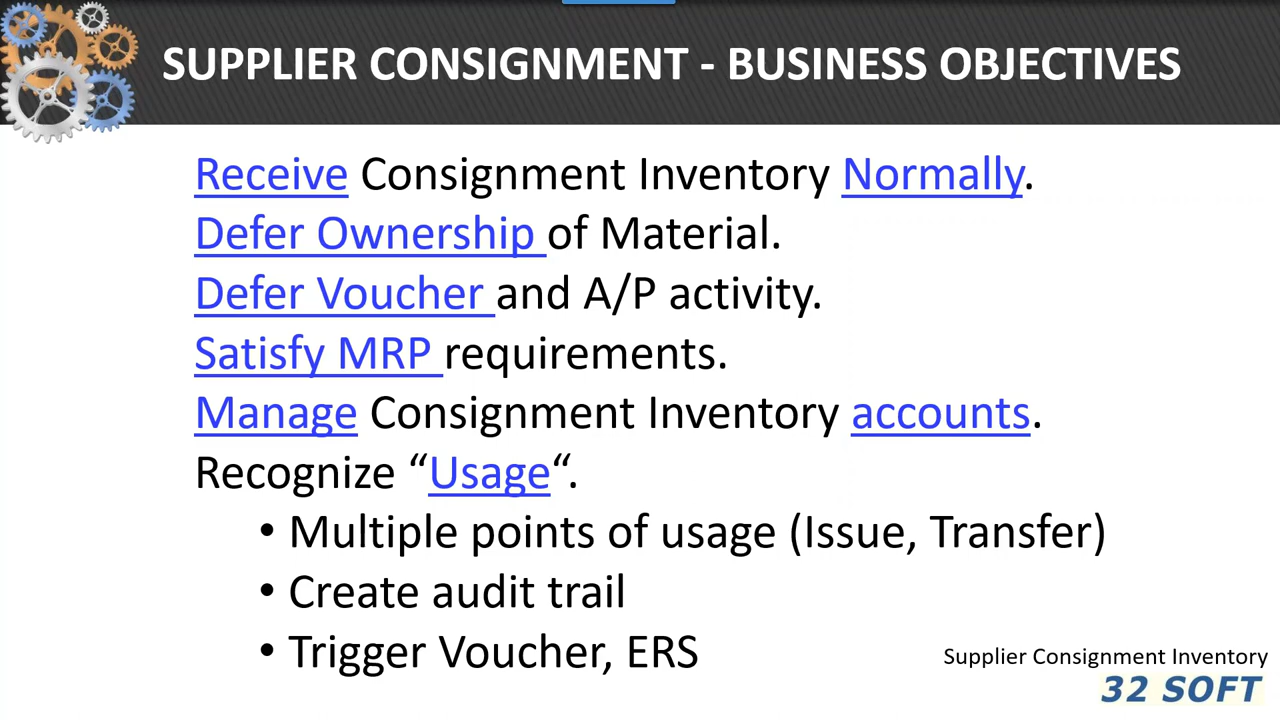 SUPPLIER CONSIGNMENT - BUSINESS OBJECTIVES
Receive Consignment Inventory Normally.
Defer Ownership of Material.
Defer Voucher and A/P activity.
Satisfy MRP requirements.
Manage Consignment Inventory accounts.
Recognize “Usage“.
• Multiple points of usage (Issue, Transfer)
• Create audit trail
• Trigger Voucher, ERS
Supplier Consignment Inventory
32 SOFT